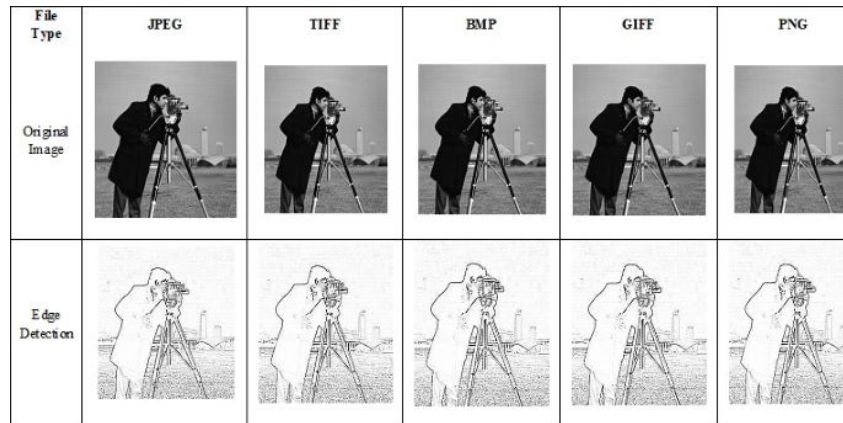 File
Type
JPEG
TIFF
BMP
GIFF
PNG
Original
Image
Edge
Detection